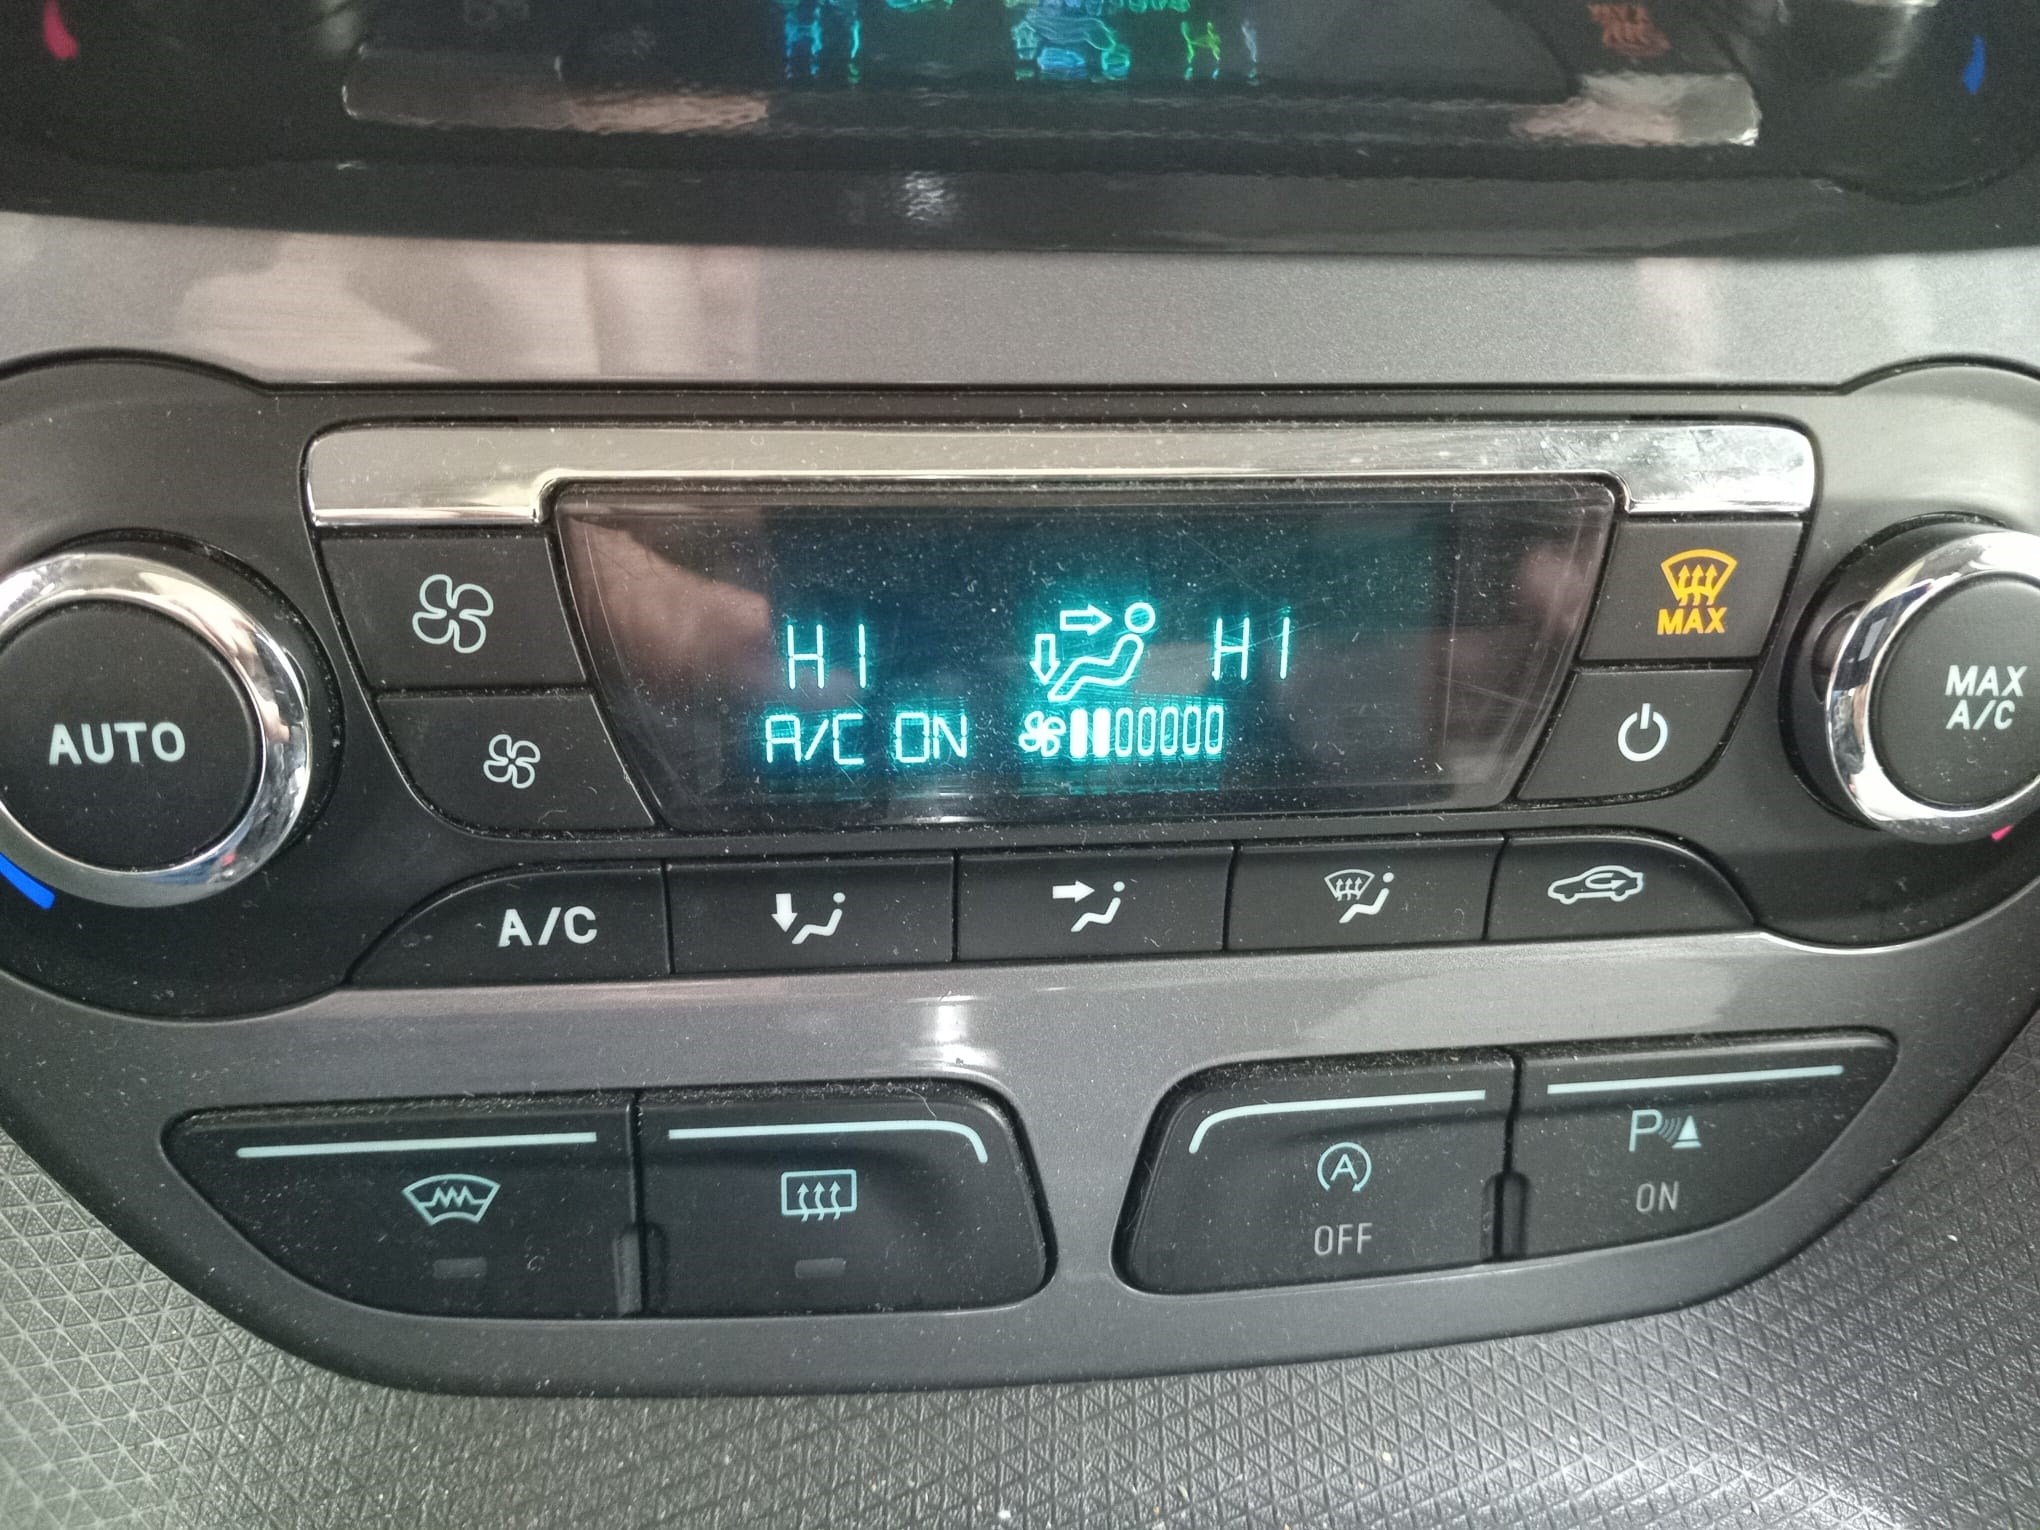 HI HI
A/C ON
AUTO
MAX
MAX
A/C
A/C
P
A
OFF
ON